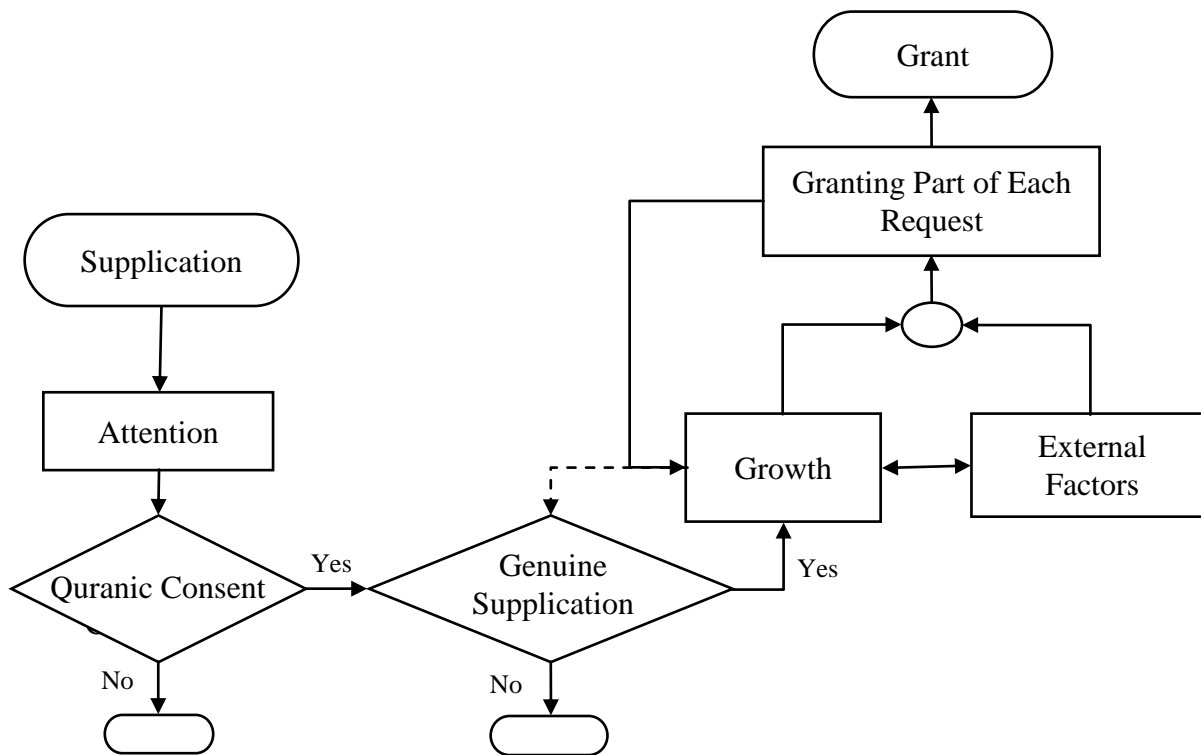 Grant
Granting Part of Each
Request
Supplication
Attention
Growth
External
Factors
Quranic Consent
Yes
Genuine
Supplication
Yes
No
No